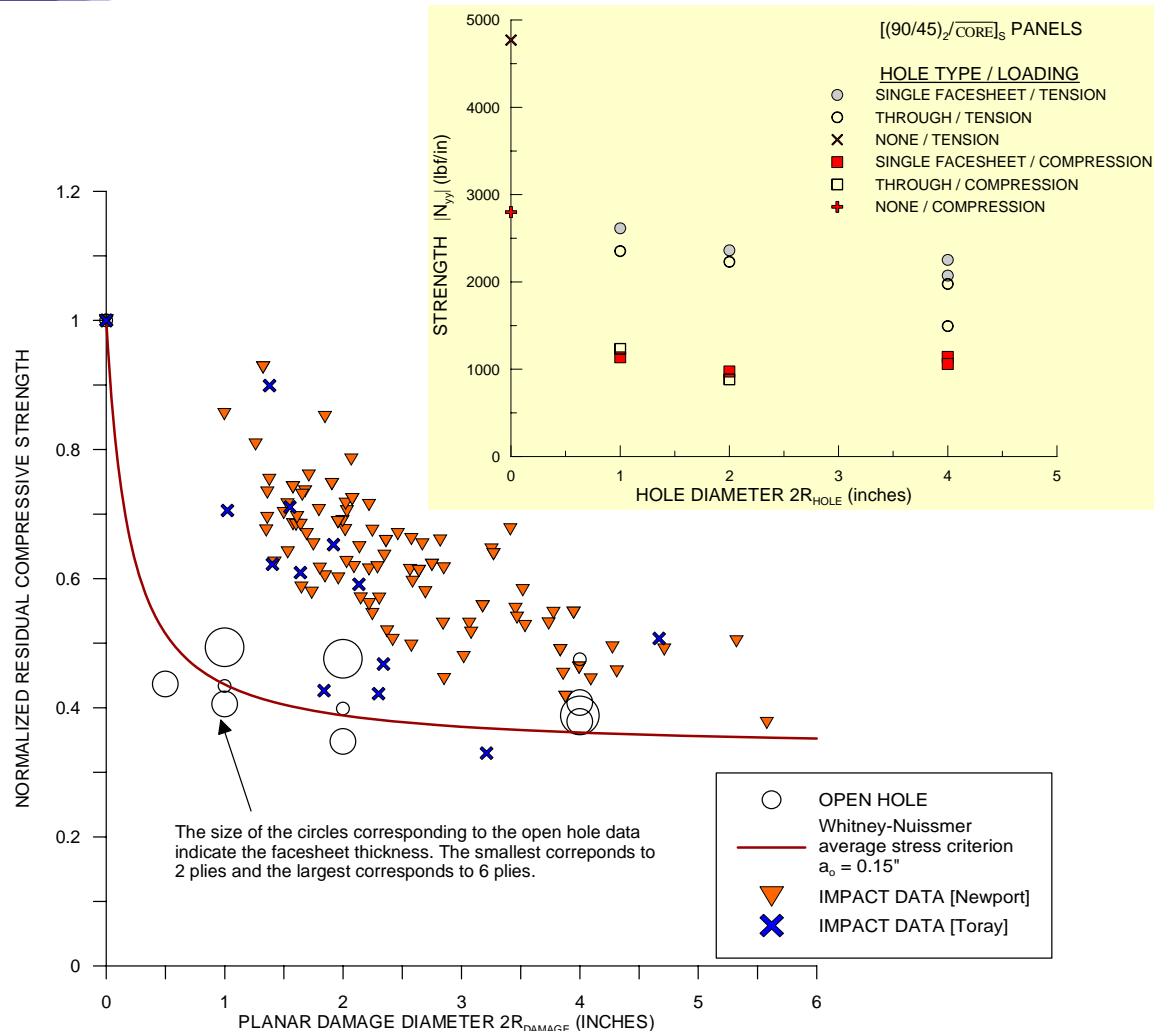 [(90/45)2/CORE]S PANELS
HOLE TYPE / LOADING
SINGLE FACESHEET / TENSION
THROUGH / TENSION
NONE / TENSION
SINGLE FACESHEET / COMPRESSION
THROUGH / COMPRESSION
NONE / COMPRESSION
STRENGTH |Nyy| (lbf/in)
5000
4000
3000
2000
1000
0
0 1 2 3 4 5
HOLE DIAMETER 2RHOLE (inches)
NORMALIZED RESIDUAL COMPRESSIVE STRENGTH
1.2
1
0.8
0.6
0.4
0.2
0
The size of the circles corresponding to the open hole data
indicate the facesheet thickness. The smallest correponds to
2 plies and the largest corresponds to 6 plies.
OPEN HOLE
Whitney-Nuissmer
average stress criterion
ao = 0.15"
IMPACT DATA [Newport]
IMPACT DATA [Toray]
0 1 2 3 4 5 6
PLANAR DAMAGE DIAMETER 2RDAMAGE (INCHES)